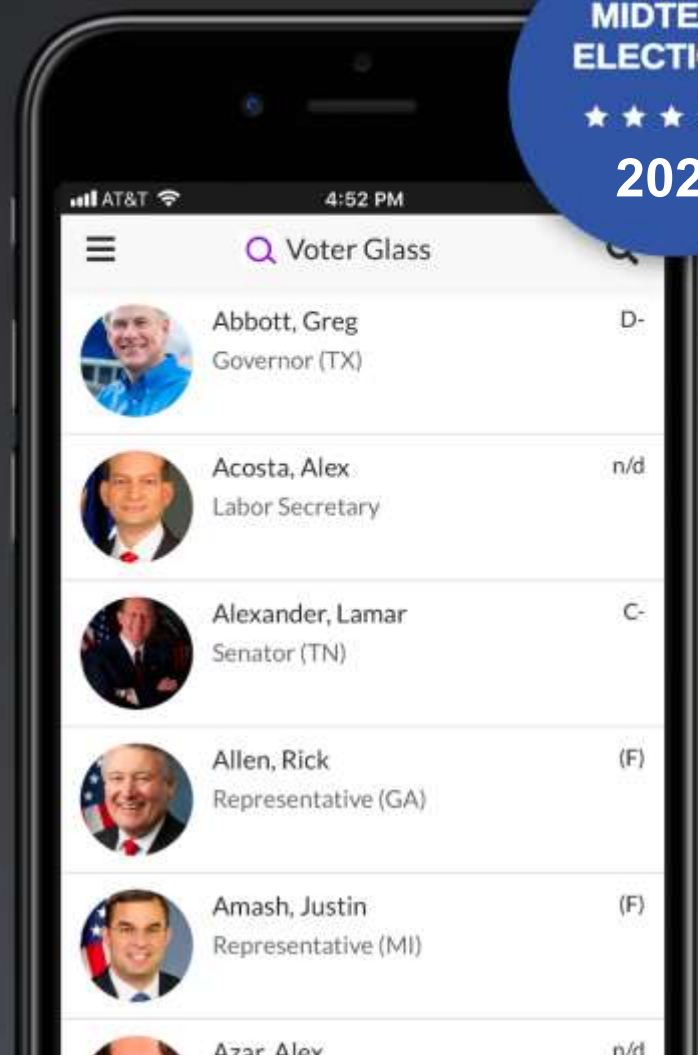 MIDTE
ELECTI
202
AT&T
4:52 PM
Voter Glass
Abbott, Greg
D-
Governor (TX)
Acosta, Alex
n/d
Labor Secretary
Alexander, Lamar
C-
Senator (TN)
Allen, Rick
(F)
Representative (GA)
Amash, Justin
(F)
Representative (MI)
Azar, Alex
n/d